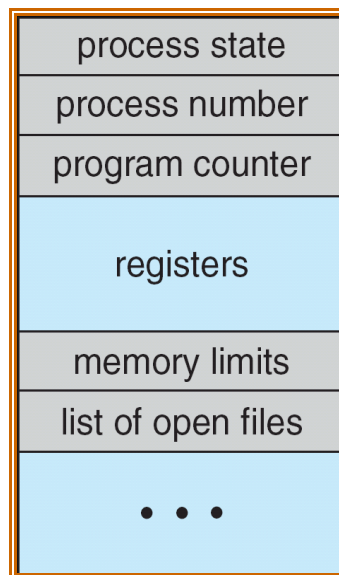 process state
process number
program counter
registers
memory limits
list of open files
• • •